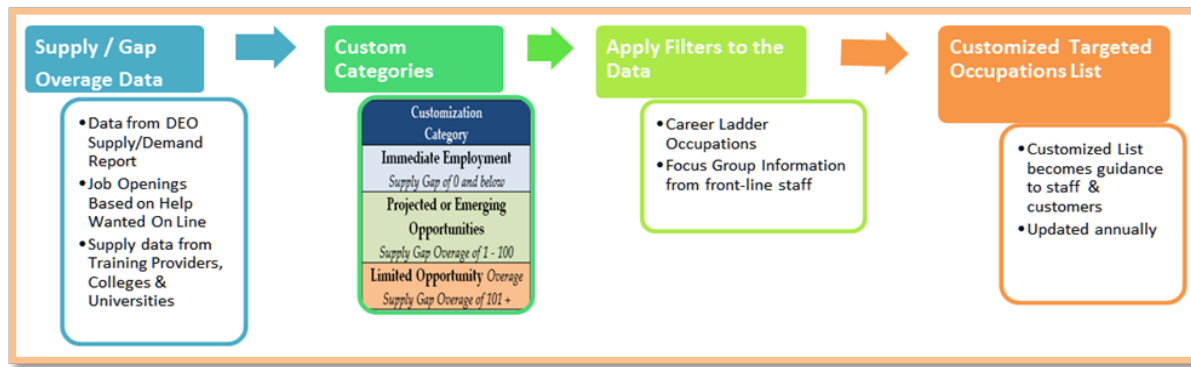 Supply / Gap
Overage Data
•Data from DEO
Supply/Demand
Report
•Job Openings
Based on Help
Wanted On Line
•Supply data from
Training Providers,
Colleges &
Universities
Custom
Categories
Customization
Category
Immediate Employment
Supply Gap of 0 and below
Projected or Emerging
Opportunities
Supply Gap Overage of 1 - 100
Limited Opportunity Overage
Supply Gap Overage of 101 +
Apply Filters to the
Data
•Career Ladder
Occupations
•Focus Group Information
from front-line staff
Customized Targeted
Occupations List
•Customized List
becomes guidance
to staff &
customers
•Updated annually